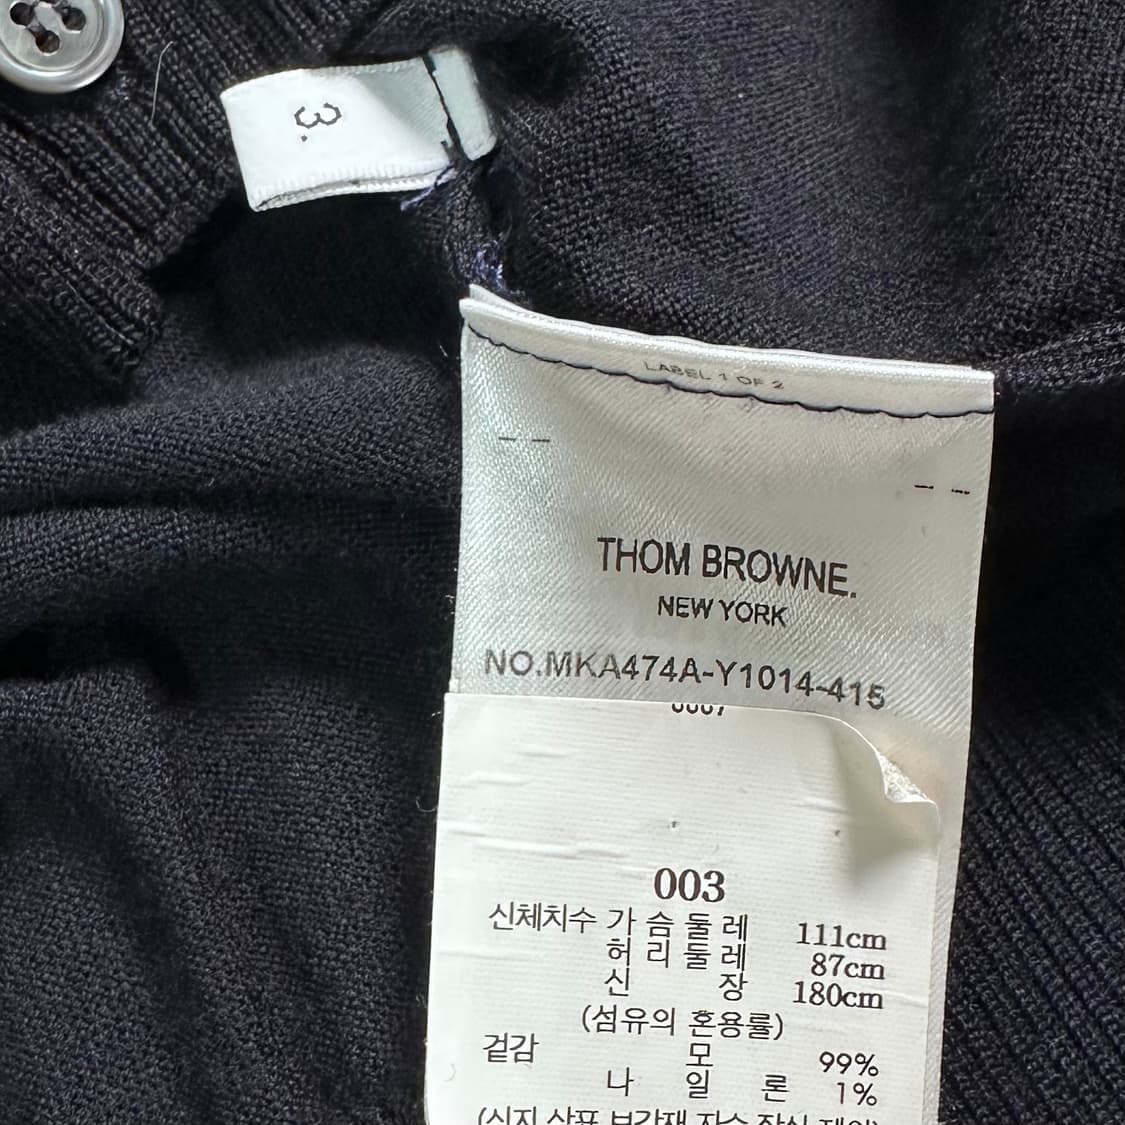 3.
LABEL 1 OF 2
THOM BROWNE.
NEW YORK
NO.MKA474A-Y1014-415
003
신체치수 가슴둘레 111cm
허리둘레 87cm
신장 180cm
(섬유의 혼용률)
겉감 모 99%
나일론 1%